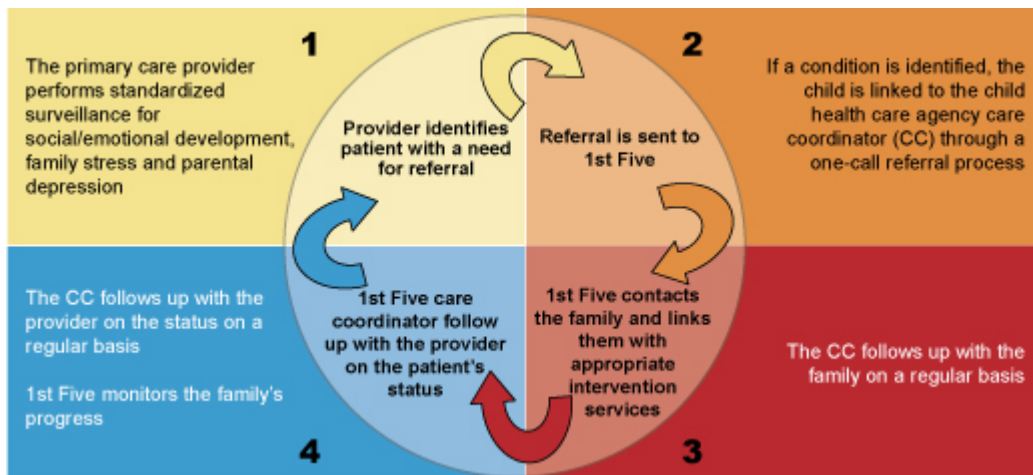 1
The primary care provider
performs standardized
surveillance for
social/emotional development,
family stress and parental
depression
Provider identifies
patient with a need
for referral
2
Referral is sent to
1st Five
If a condition is identified, the
child is linked to the child
health care agency care
coordinator (CC) through a
one-call referral process
1st Five contacts
the family and links
them with
appropriate
intervention
services
The CC follows up with the
family on a regular basis
3
The CC follows up with the
provider on the status on a
regular basis
1st Five monitors the family's
progress
1st Five care
coordinator follow
up with the provider
on the patient's
status
4